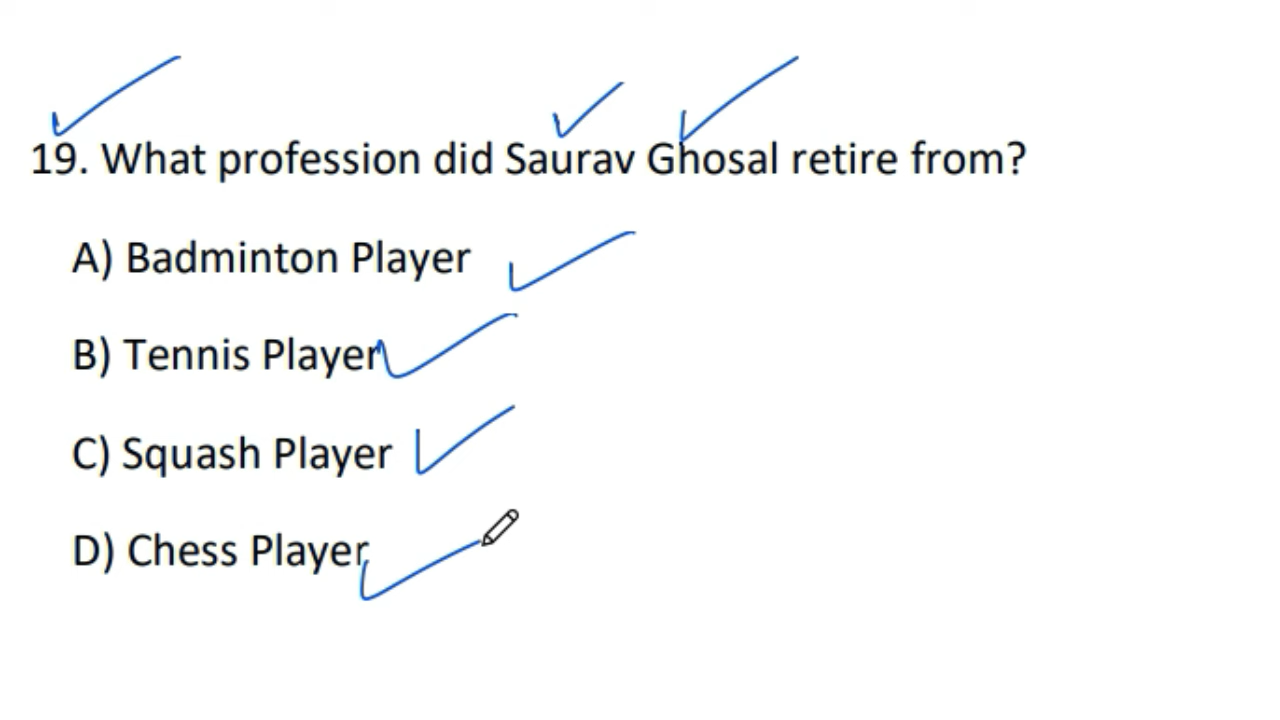 19. What profession did Saurav Ghosal retire from?
A) Badminton Player
B) Tennis Player
C) Squash Player
D) Chess Player